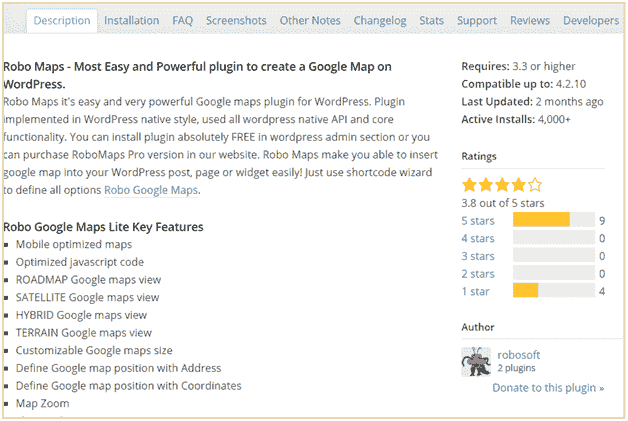 Description Installation FAQ Screenshots Other Notes Changelog Stats Support Reviews Developers
Robo Maps - Most Easy and Powerful plugin to create a Google Map on
WordPress.
Robo Maps it's easy and very powerful Google maps plugin for WordPress. Plugin
implemented in WordPress native style, used all wordpress native API and core
functionality. You can install plugin absolutely FREE in wordpress admin section or you
can purchase RoboMaps Pro version in our website. Robo Maps make you able to insert
google map into your WordPress post, page or widget easily! Just use shortcode wizard
to define all options Robo Google Maps.
Robo Google Maps Lite Key Features
Mobile optimized maps
Optimized javascript code
ROADMAP Google maps view
SATELLITE Google maps view
HYBRID Google maps view
TERRAIN Google maps view
Customizable Google maps size
Define Google map position with Address
Define Google map position with Coordinates
Map Zoom
Requires: 3.3 or higher
Compatible up to: 4.2.10
Last Updated: 2 months ago
Active Installs: 4,000+
Ratings
3.8 out of 5 stars
5 stars 9
4 stars 0
3 stars 0
2 stars 0
1 star 4
Author
robosoft
2 plugins
Donate to this plugin »